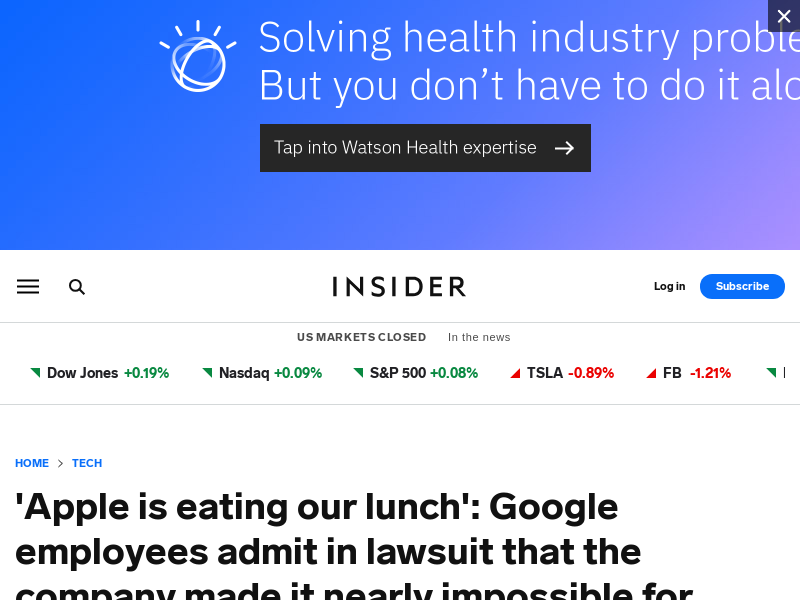 Solving health industry
But you don't have to do it
Tap into Watson Health expertise
INSIDER
Log in
Subscribe
US MARKETS CLOSED In the news
Dow Jones +0.19% Nasdaq +0.09% S&P 500 +0.08% TSLA -0.89% FB -1.21%
HOME > TECH
'Apple is eating our lunch': Google
employees admit in lawsuit that the
company made it nearly impossible for